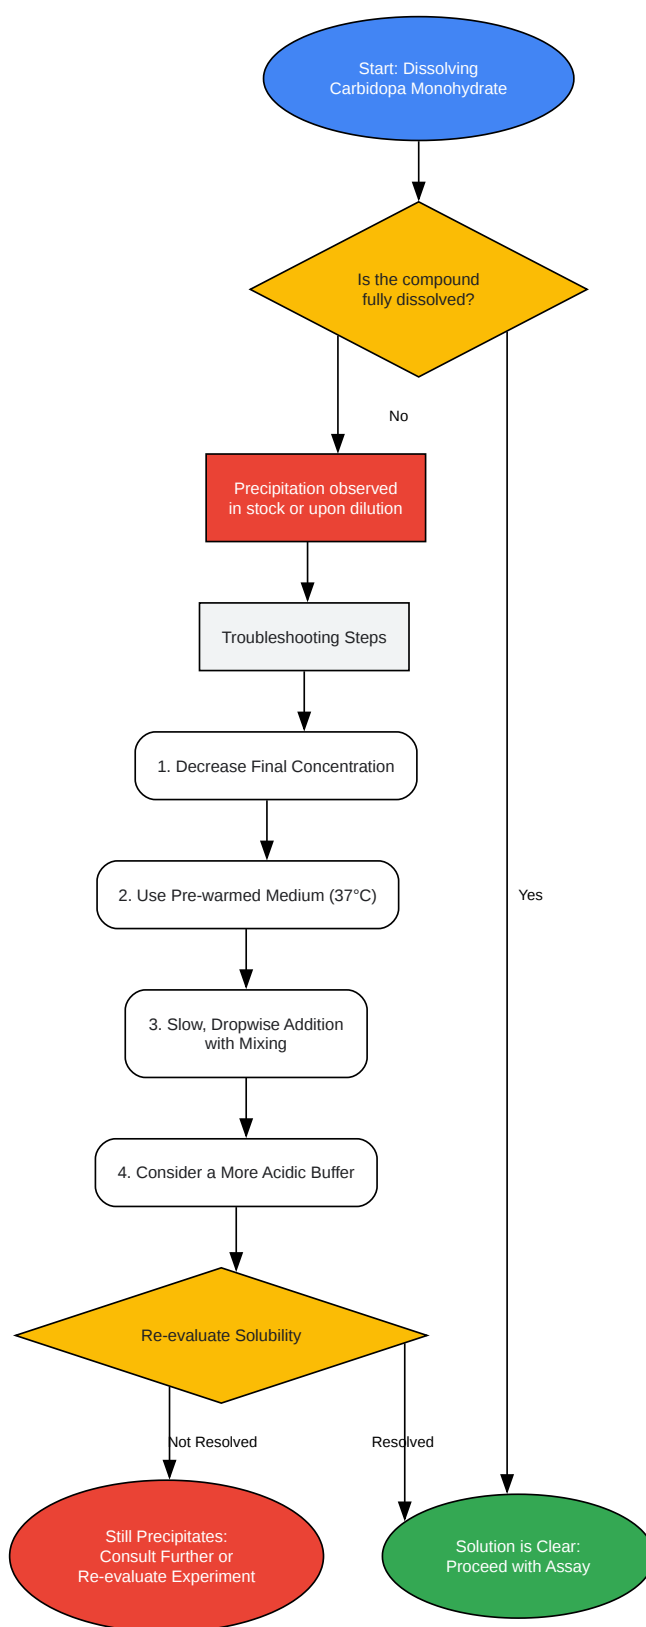 Start: Dissolving
Carbidopa Monohydrate
Is the compound
fully dissolved?
No
Precipitation observed
in stock or upon dilution
Troubleshooting Steps
1. Decrease Final Concentration
2. Use Pre-warmed Medium (37°C)
Yes
3. Slow, Dropwise Addition
with Mixing
4. Consider a More Acidic Buffer
Re-evaluate Solubility
Not Resolved
Resolved
Still Precipitates:
Consult Further or
Re-evaluate Experiment
Solution is Clear:
Proceed with Assay